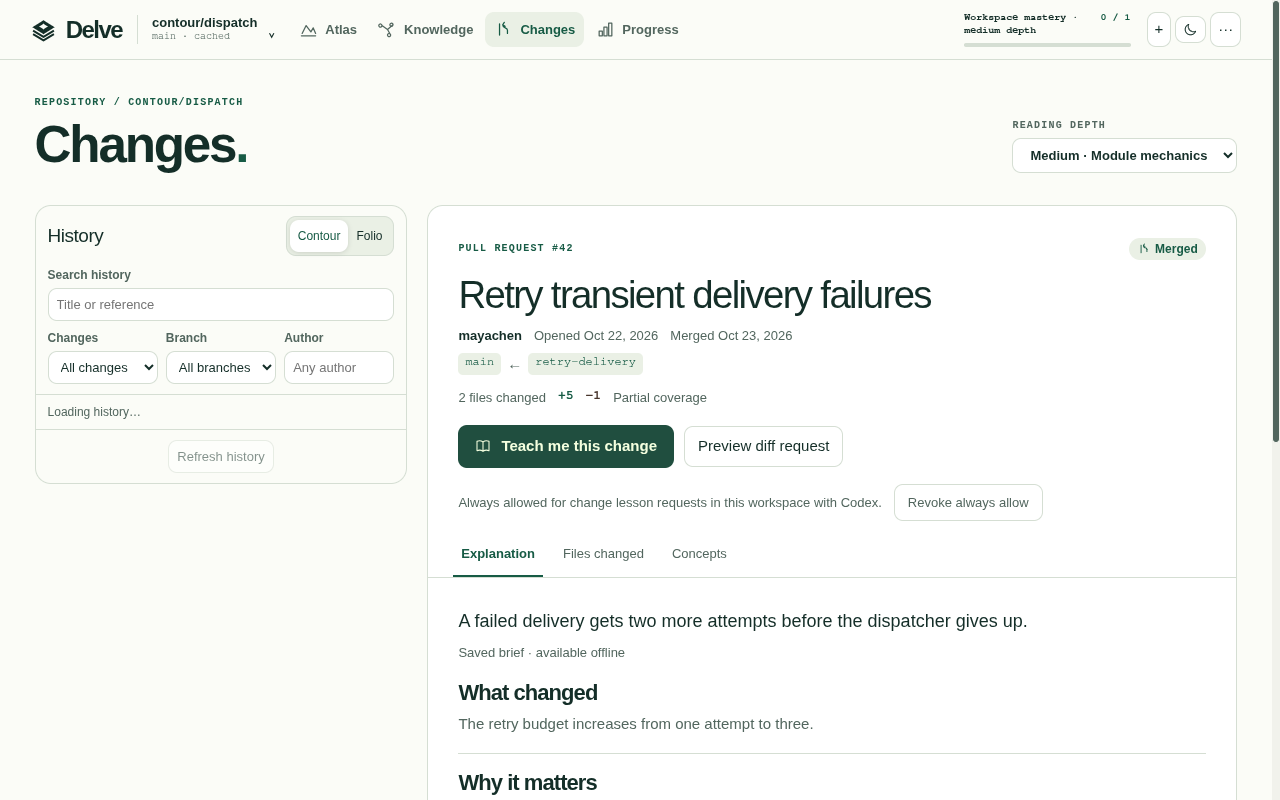 Delve
contour/dispatch
main · cached
Atlas
Knowledge
Changes
Progress
Workspace mastery · medium depth
0 / 1
+
···
REPOSITORY / CONTOUR/DISPATCH
Changes.
READING DEPTH
Medium · Module mechanics
History
Contour
Folio
Search history
Title or reference
Changes
Branch
Author
All changes
All branches
Any author
Loading history…
Refresh history
PULL REQUEST #42
Merged
Retry transient delivery failures
mayachen Opened Oct 22, 2026 Merged Oct 23, 2026
main ← retry-delivery
2 files changed +5 −1 Partial coverage
Teach me this change
Preview diff request
Always allowed for change lesson requests in this workspace with Codex.
Revoke always allow
Explanation
Files changed
Concepts
A failed delivery gets two more attempts before the dispatcher gives up.
Saved brief · available offline
What changed
The retry budget increases from one attempt to three.
Why it matters